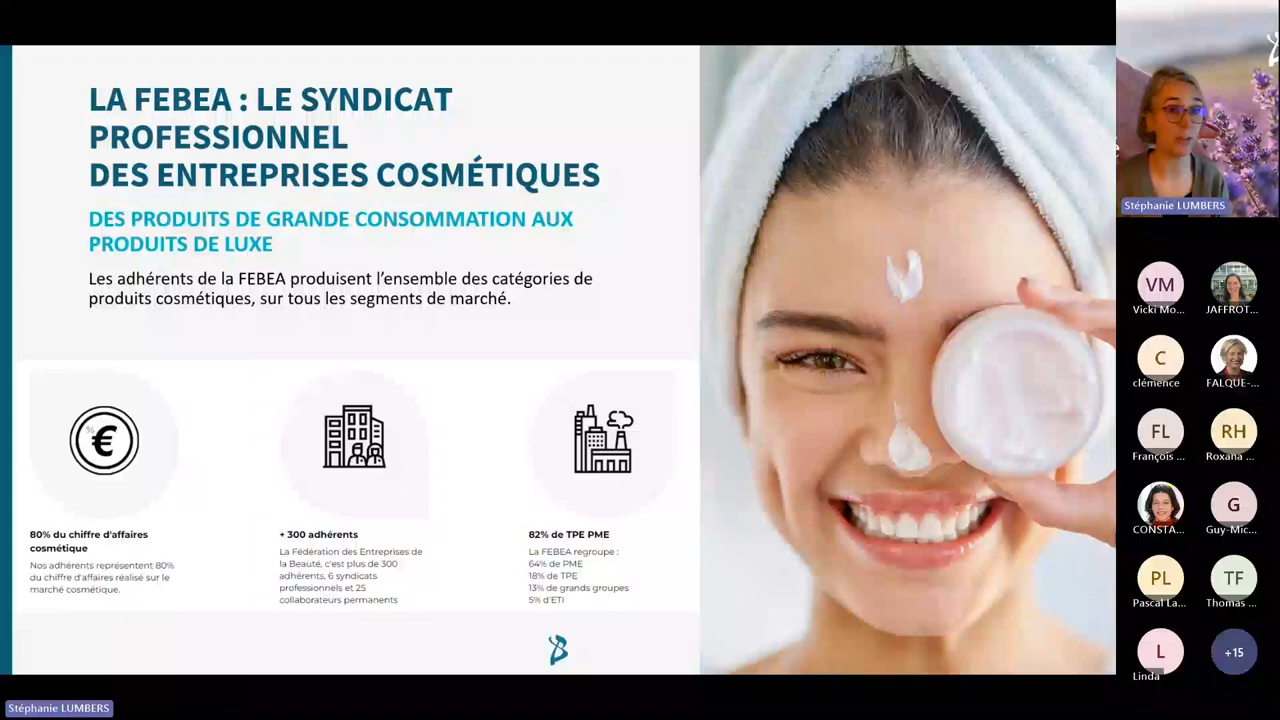 LA FEBEA : LE SYNDICAT
PROFESSIONNEL
DES ENTREPRISES COSMÉTIQUES
DES PRODUITS DE GRANDE CONSOMMATION AUX
PRODUITS DE LUXE
Les adhérents de la FEBEA produisent l'ensemble des catégories de
produits cosmétiques, sur tous les segments de marché.
% €
80% du chiffre d'affaires
cosmétique
Nos adhérents représentent 80%
du chiffre d'affaires réalisé sur le
marché cosmétique.
+ 300 adhérents
La Fédération des Entreprises de
la Beauté, c'est plus de 300
adhérents, 6 syndicats
professionnels et 25
collaborateurs permanents
82% de TPE PME
La FEBEA regroupe :
64% de PME
18% de TPE
13% de grands groupes
5% d'ETI
Stéphanie LUMBERS
VM
Vicki Mo...
JAFFROT...
C
clémence
FALQUE-...
FL
François ...
RH
Roxana ...
CONSTA...
G
Guy-Mic...
PL
Pascal La...
TF
Thomas ...
L
Linda
+15
Stéphanie LUMBERS